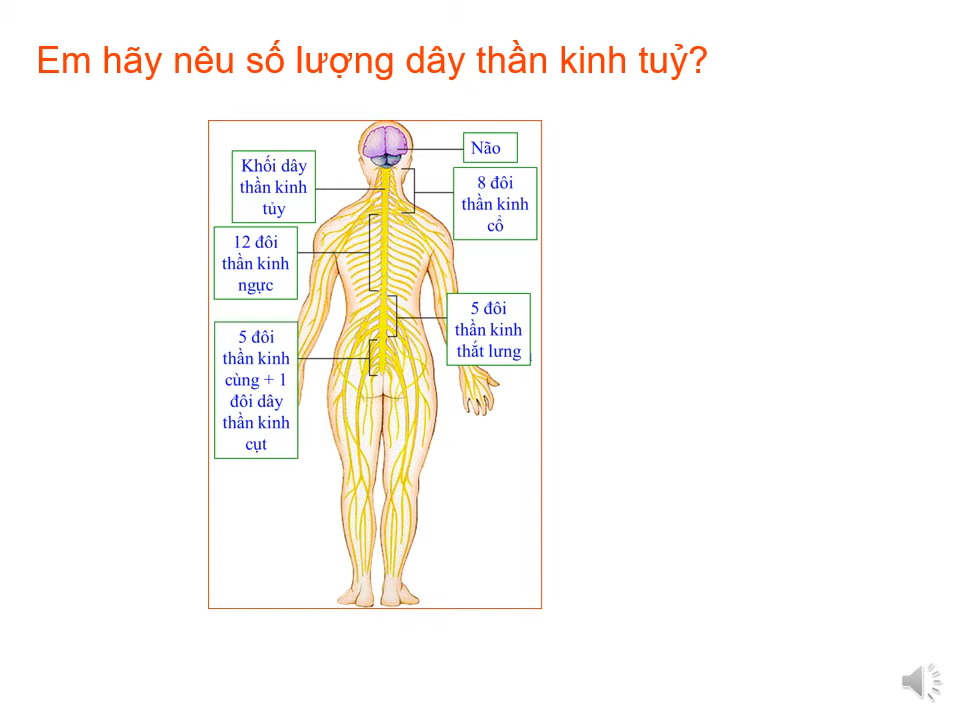 Em hãy nêu số lượng dây thần kinh tuỷ?
Não
Khối dây
thần kinh
tủy
8 đôi
thần kinh
cổ
12 đôi
thần kinh
ngực
5 đôi
thần kinh
thắt lưng
5 đôi
thần kinh
cùng + 1
đôi dây
thần kinh
cụt